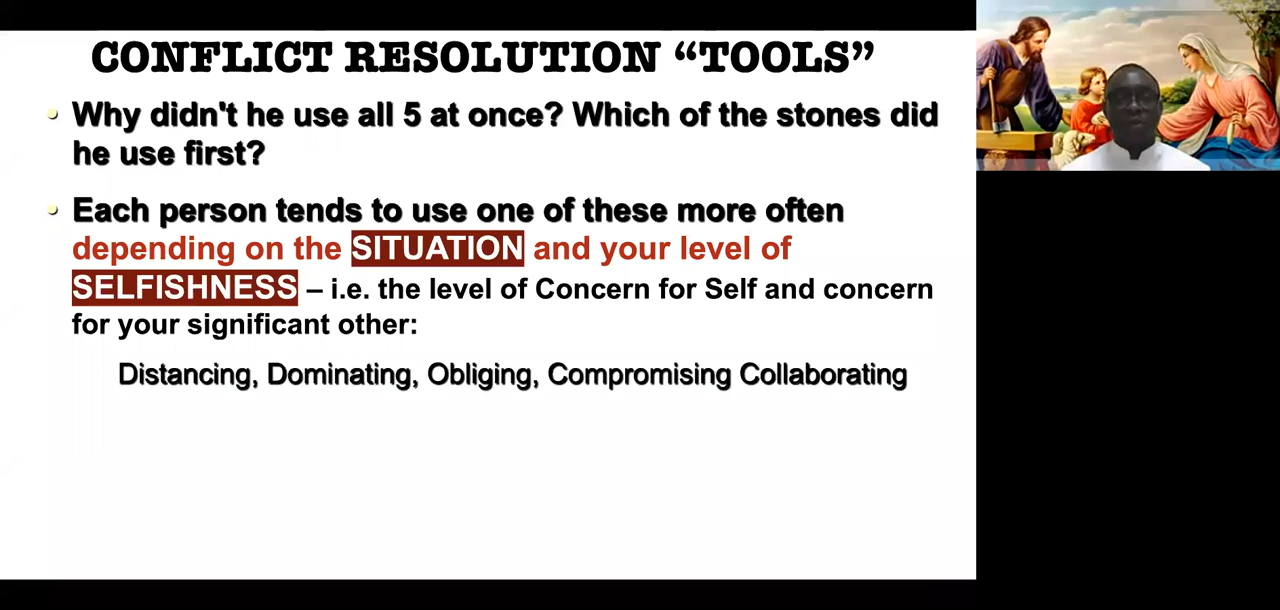 CONFLICT RESOLUTION “TOOLS”
• Why didn't he use all 5 at once? Which of the stones did
he use first?
• Each person tends to use one of these more often
depending on the SITUATION and your level of
SELFISHNESS – i.e. the level of Concern for Self and concern
for your significant other:
Distancing, Dominating, Obliging, Compromising Collaborating